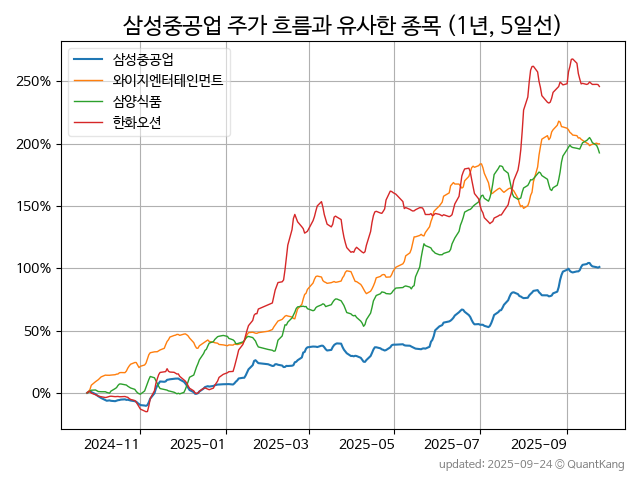 삼성중공업 주가 흐름과 유사한 종목 (1년, 5일선)
삼성중공업
와이지엔터테인먼트
삼양식품
한화오션
250%
200%
150%
100%
50%
0%
2024-11 2025-01 2025-03 2025-05 2025-07 2025-09
updated: 2025-09-24 © QuantKang